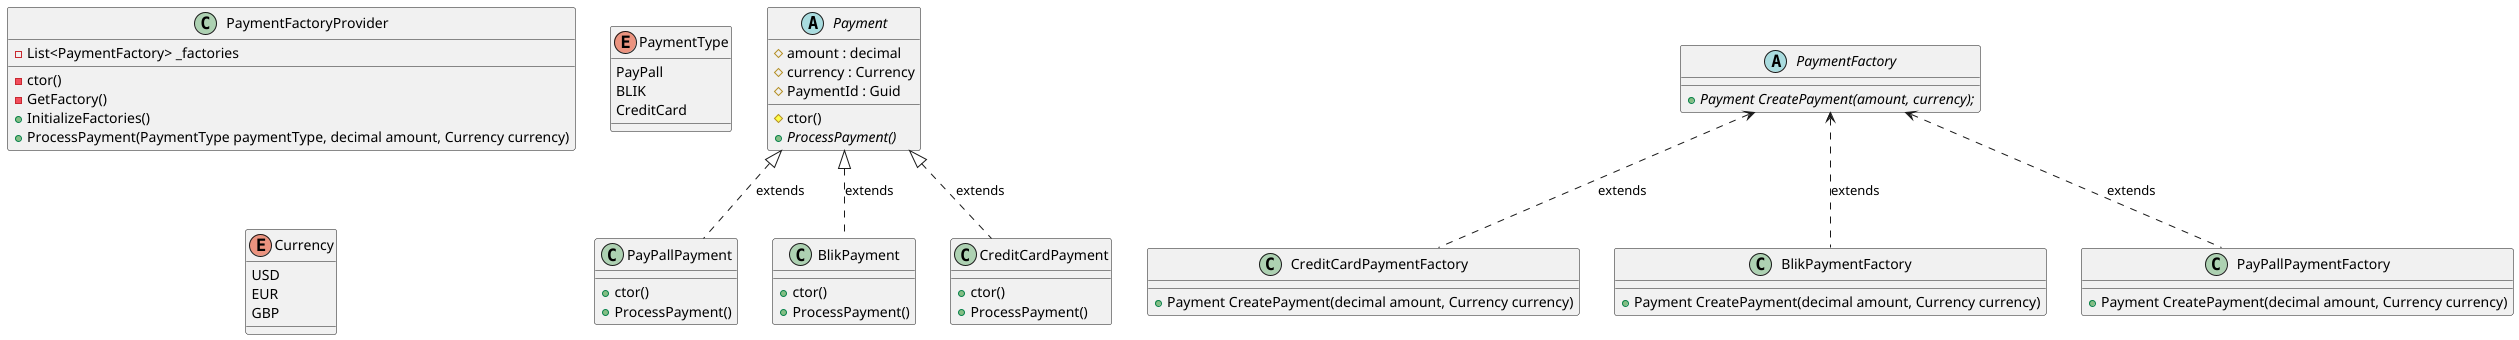 C PaymentFactoryProvider
List<PaymentFactory> _factories
ctor()
GetFactory()
InitializeFactories()
ProcessPayment(PaymentType paymentType, decimal amount, Currency currency)
E PaymentType
PayPall
BLIK
CreditCard
A Payment
amount : decimal
currency : Currency
PaymentId : Guid
ctor()
ProcessPayment()
A PaymentFactory
Payment CreatePayment(amount, currency);
extends
extends
extends
extends
extends
extends
E Currency
USD
EUR
GBP
C PayPallPayment
ctor()
ProcessPayment()
C BlikPayment
ctor()
ProcessPayment()
C CreditCardPayment
ctor()
ProcessPayment()
C CreditCardPaymentFactory
Payment CreatePayment(decimal amount, Currency currency)
C BlikPaymentFactory
Payment CreatePayment(decimal amount, Currency currency)
C PayPallPaymentFactory
Payment CreatePayment(decimal amount, Currency currency)